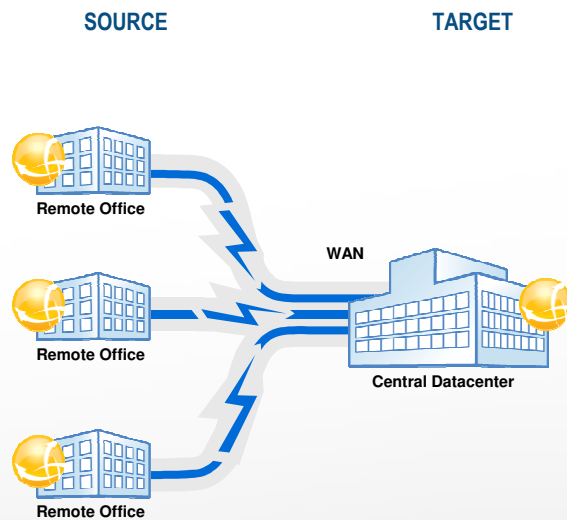 SOURCE
TARGET
Remote Office
WAN
Remote Office
Central Datacenter
Remote Office